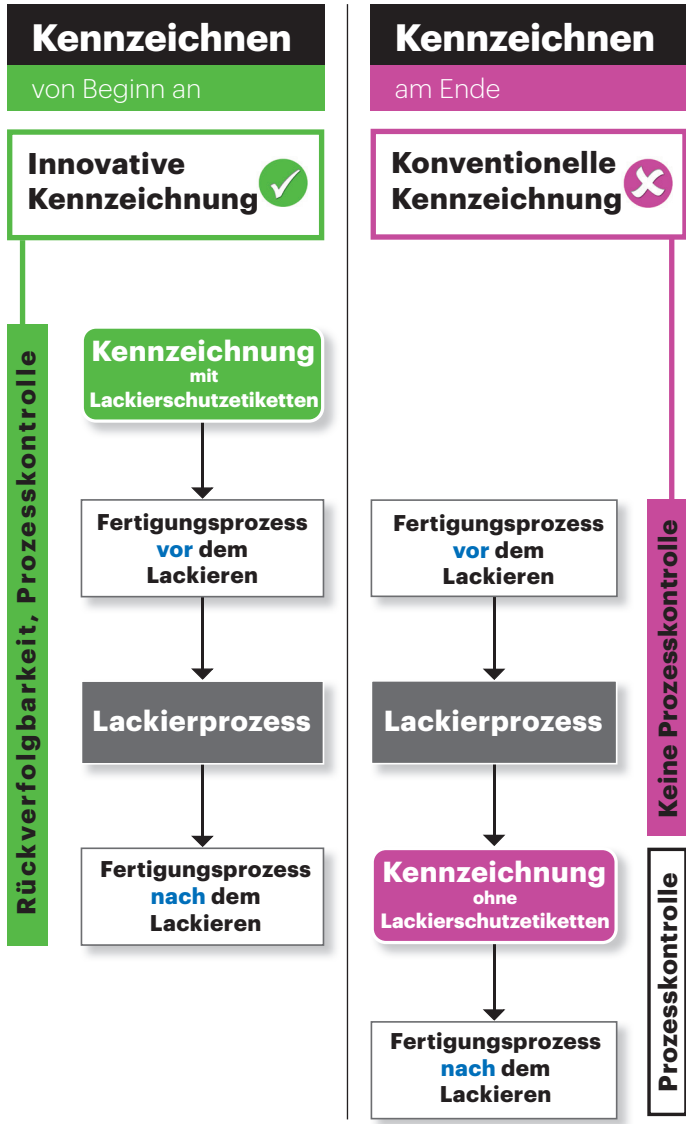 Kennzeichnen
von Beginn an
Innovative
Kennzeichnung
Rückverfolgbarkeit, Prozesskontrolle
Kennzeichnung
mit
Lackierschutzetiketten
Fertigungsprozess
vor dem
Lackieren
Lackierprozess
Fertigungsprozess
nach dem
Lackieren
Kennzeichnen
am Ende
Konventionelle
Kennzeichnung
Fertigungsprozess
vor dem
Lackieren
Lackierprozess
Kennzeichnung
ohne
Lackierschutzetiketten
Fertigungsprozess
nach dem
Lackieren
Keine Prozesskontrolle
Prozesskontrolle